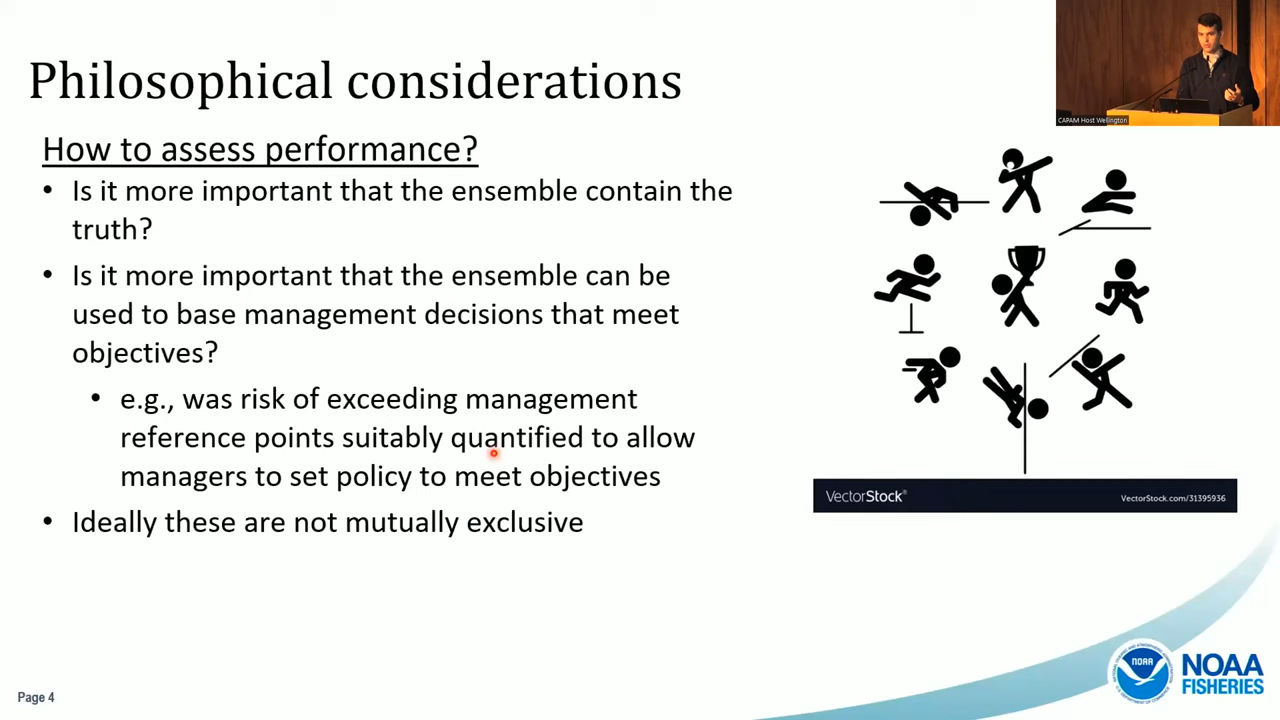 Philosophical considerations
How to assess performance?
• Is it more important that the ensemble contain the
truth?
• Is it more important that the ensemble can be
used to base management decisions that meet
objectives?
• e.g., was risk of exceeding management
reference points suitably quantified to allow
managers to set policy to meet objectives
• Ideally these are not mutually exclusive
CAPAM Host Wellington
VectorStock®
VectorStock.com/31395936
NOAA
NOAA
FISHERIES
Page 4